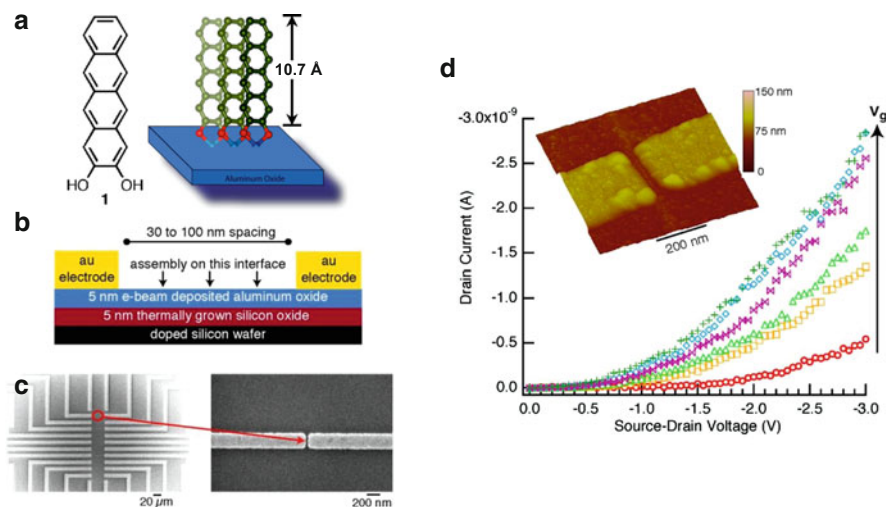 a
10.7 Å
HO OH
1
Aluminum Oxide
b
30 to 100 nm spacing
au
electrode
assembly on this interface
au
electrode
5 nm e-beam deposited aluminum oxide
5 nm thermally grown silicon oxide
doped silicon wafer
c
20 µm
200 nm
d
150 nm
75 nm
0
200 nm
Vg
-3.0x10⁻⁹
-2.5
-2.0
-1.5
-1.0
-0.5
0.0
Drain Current (A)
0.0 -0.5 -1.0 -1.5 -2.0 -2.5 -3.0
Source-Drain Voltage (V)